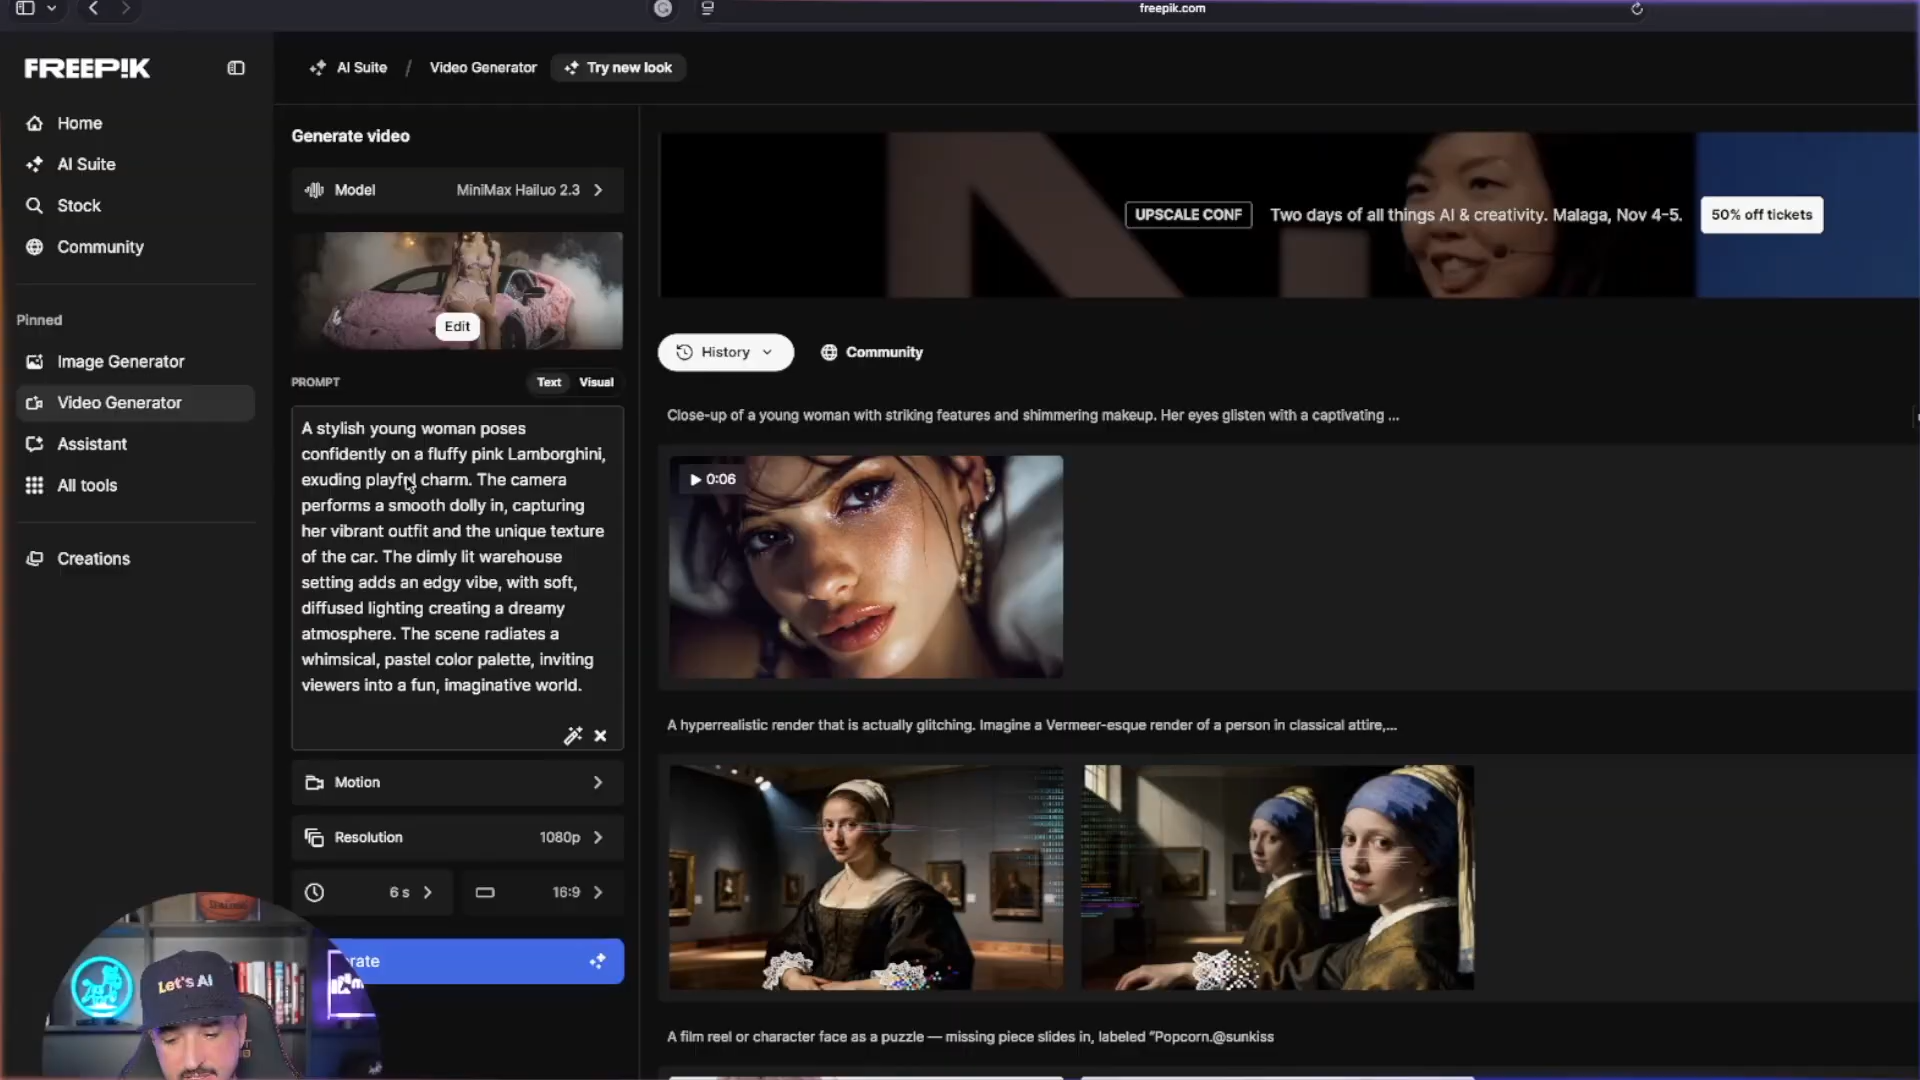 freepik.com
FREEP!K
AI Suite / Video Generator Try new look
Home
AI Suite
Stock
Community
Pinned
Image Generator
Video Generator
Assistant
All tools
Creations
Generate video
Model MiniMax Hailuo 2.3
Edit
PROMPT Text Visual
A stylish young woman poses
confidently on a fluffy pink Lamborghini,
exuding playful charm. The camera
performs a smooth dolly in, capturing
her vibrant outfit and the unique texture
of the car. The dimly lit warehouse
setting adds an edgy vibe, with soft,
diffused lighting creating a dreamy
atmosphere. The scene radiates a
whimsical, pastel color palette, inviting
viewers into a fun, imaginative world.
Motion
Resolution 1080p
6 s 16:9
rate
Let's AI
UPSCALE CONF Two days of all things AI & creativity. Malaga, Nov 4-5. 50% off tickets
History Community
Close-up of a young woman with striking features and shimmering makeup. Her eyes glisten with a captivating ...
0:06
A hyperrealistic render that is actually glitching. Imagine a Vermeer-esque render of a person in classical attire,...
A film reel or character face as a puzzle — missing piece slides in, labeled “Popcorn.@sunkiss